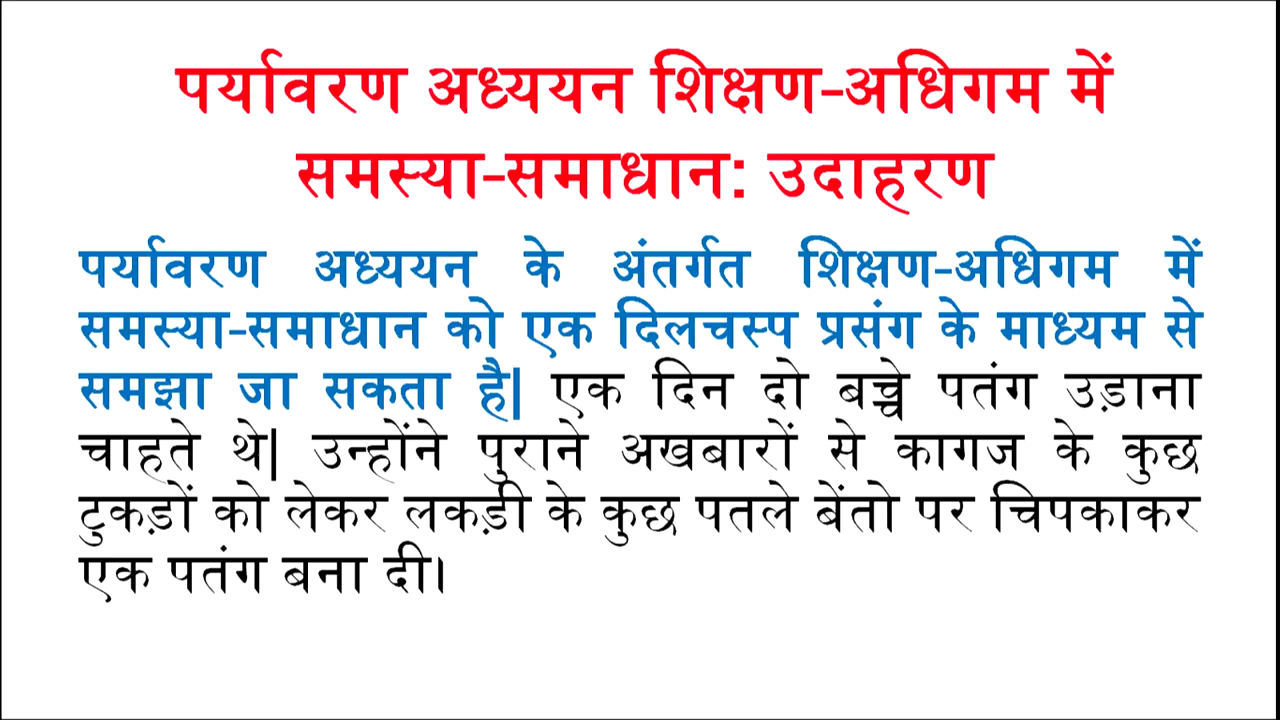 पर्यावरण अध्ययन शिक्षण-अधिगम में
समस्या-समाधान: उदाहरण
पर्यावरण अध्ययन के अंतर्गत शिक्षण-अधिगम में
समस्या-समाधान को एक दिलचस्प प्रसंग के माध्यम से
समझा जा सकता है| एक दिन दो बच्चे पतंग उड़ाना
चाहते थे| उन्होंने पुराने अखबारों से कागज के कुछ
टुकड़ों को लेकर लकड़ी के कुछ पतले बेंतो पर चिपकाकर
एक पतंग बना दी।